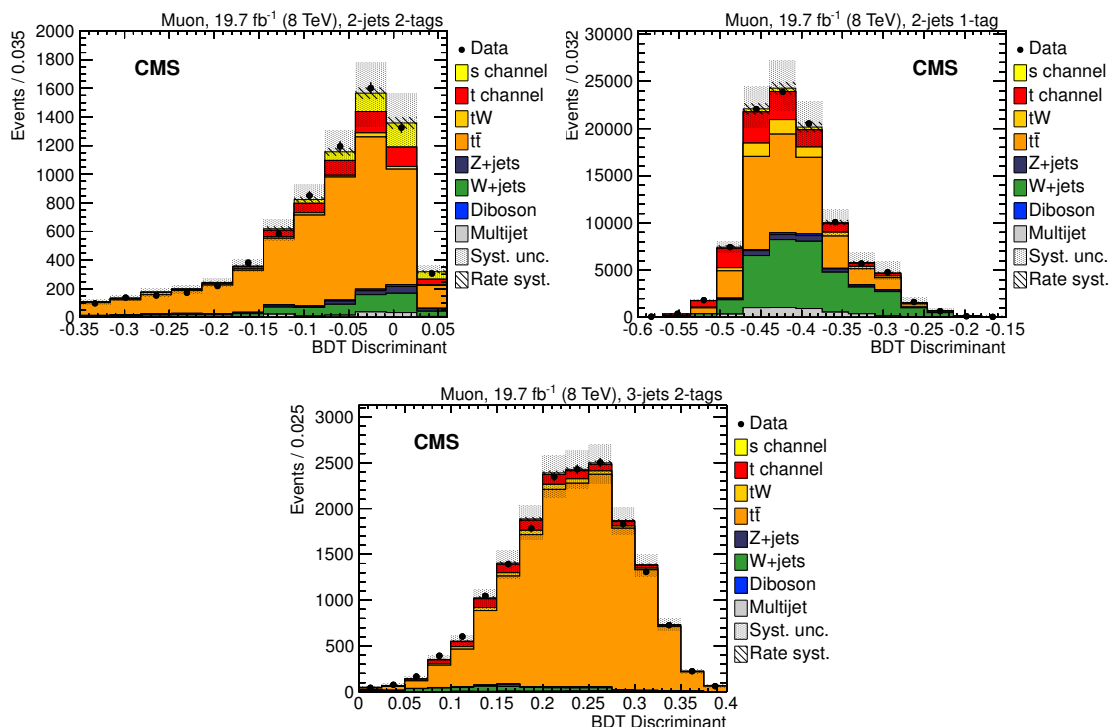 Muon, 19.7 fb⁻¹ (8 TeV), 2-jets 2-tags
Events / 0.035
2000
1800
1600
1400
1200
1000
800
600
400
200
0
CMS
-0.35 -0.3 -0.25 -0.2 -0.15 -0.1 -0.05 0 0.05
BDT Discriminant
Data
s channel
t channel
tW
tt̄
Z+jets
W+jets
Diboson
Multijet
Syst. unc.
Rate syst.
Muon, 19.7 fb⁻¹ (8 TeV), 2-jets 1-tag
Events / 0.032
30000
25000
20000
15000
10000
5000
0
CMS
-0.6 -0.55 -0.5 -0.45 -0.4 -0.35 -0.3 -0.25 -0.2 -0.15
BDT Discriminant
Data
s channel
t channel
tW
tt̄
Z+jets
W+jets
Diboson
Multijet
Syst. unc.
Rate syst.
Muon, 19.7 fb⁻¹ (8 TeV), 3-jets 2-tags
Events / 0.025
3000
2500
2000
1500
1000
500
0
CMS
0 0.05 0.1 0.15 0.2 0.25 0.3 0.35 0.4
BDT Discriminant
Data
s channel
t channel
tW
tt̄
Z+jets
W+jets
Diboson
Multijet
Syst. unc.
Rate syst.